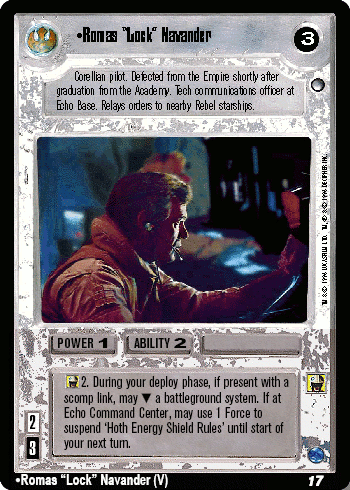 •Romas “Lock” Navander
3
Corellian pilot. Defected from the Empire shortly after
graduation from the Academy. Tech communications officer at
Echo Base. Relays orders to nearby Rebel starships.
POWER 1 ABILITY 2
2. During your deploy phase, if present with a
scomp link, may ▼ a battleground system. If at
Echo Command Center, may use 1 Force to
suspend ‘Hoth Energy Shield Rules’ until start of
your next turn.
2
3
•Romas “Lock” Navander (V) 17